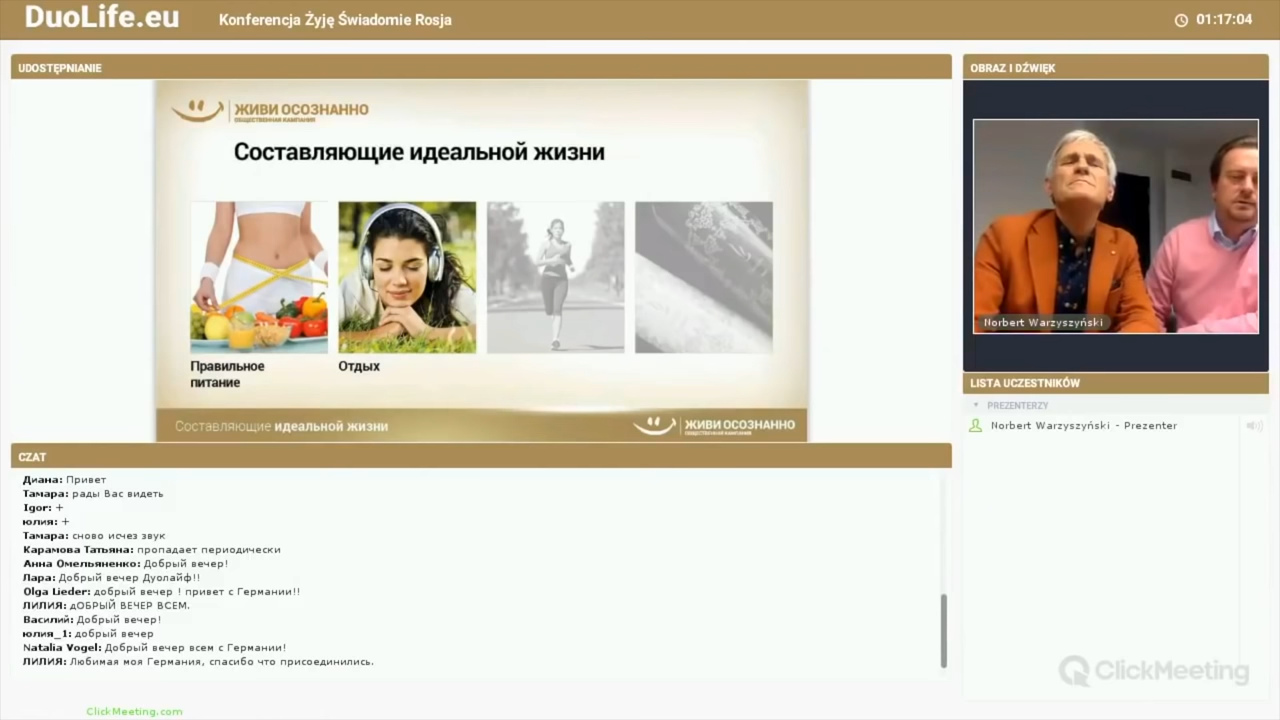 DuoLife.eu
Konferencja Żyję Świadomie Rosja
01:17:04
UDOSTĘPNIANIE
ЖИВИ ОСОЗНАННО
ОБЩЕСТВЕННАЯ КАМПАНИЯ
Составляющие идеальной жизни
Правильное
питание
Отдых
Составляющие идеальной жизни
ЖИВИ ОСОЗНАННО
ОБЩЕСТВЕННАЯ КАМПАНИЯ
OBRAZ I DŹWIĘK
Norbert Warzyszyński
LISTA UCZESTNIKÓW
PREZENTERZY
Norbert Warzyszyński - Prezenter
CZAT
Диана: Привет
Тамара: рады Вас видеть
Igor: +
юлия: +
Тамара: сново исчез звук
Карамова Татьяна: пропадает периодически
Анна Омельяненко: Добрый вечер!
Лара: Добрый вечер Дуолайф!!
Olga Lieder: добрый вечер ! привет с Германии!!
ЛИЛИЯ: дОБРЫЙ ВЕЧЕР ВСЕМ.
Василий: Добрый вечер!
юлия_1: добрый вечер
Natalia Vogel: Добрый вечер всем с Германии!
ЛИЛИЯ: Любимая моя Германия, спасибо что присоединились.
ClickMeeting
ClickMeeting.com